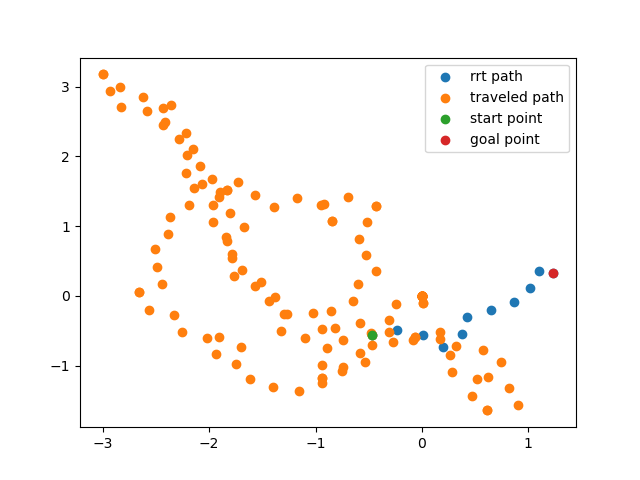 rrt path
traveled path
start point
goal point
3
2
1
0
−1
−3
−2
−1
0
1